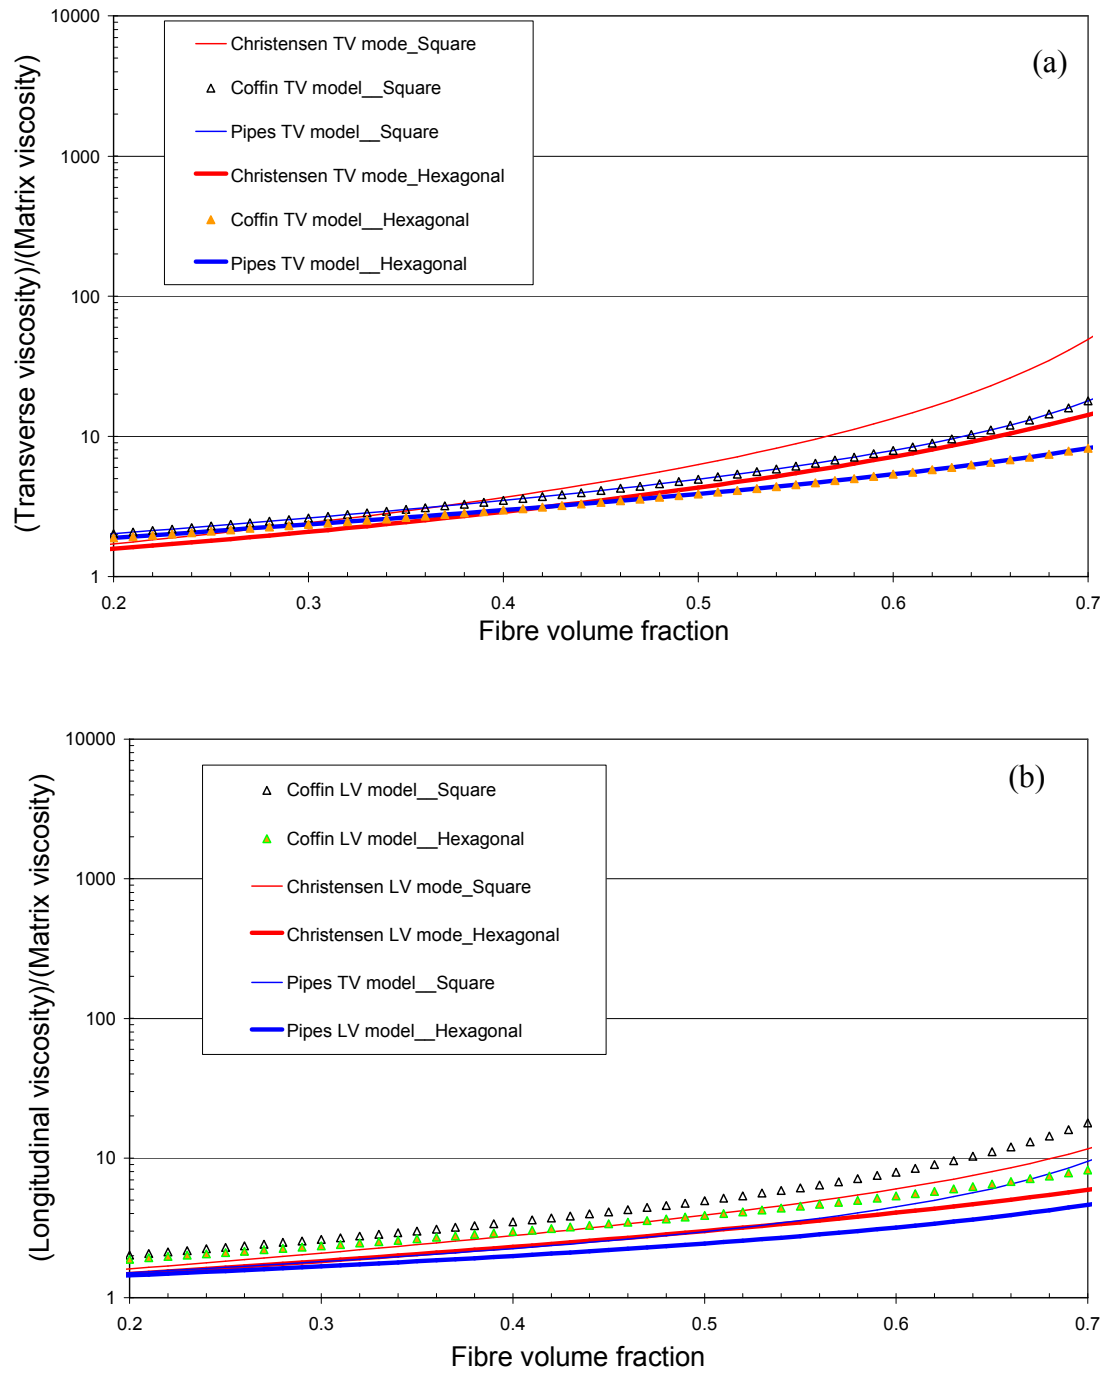 10000
1000
100
10
1
(Transverse viscosity)/(Matrix viscosity)
Christensen TV mode_Square
Coffin TV model__Square
Pipes TV model__Square
Christensen TV mode_Hexagonal
Coffin TV model__Hexagonal
Pipes TV model__Hexagonal
(a)
0.2 0.3 0.4 0.5 0.6 0.7
Fibre volume fraction
10000
1000
100
10
1
(Longitudinal viscosity)/(Matrix viscosity)
Coffin LV model__Square
Coffin LV model__Hexagonal
Christensen LV mode_Square
Christensen LV mode_Hexagonal
Pipes TV model__Square
Pipes LV model__Hexagonal
(b)
0.2 0.3 0.4 0.5 0.6 0.7
Fibre volume fraction